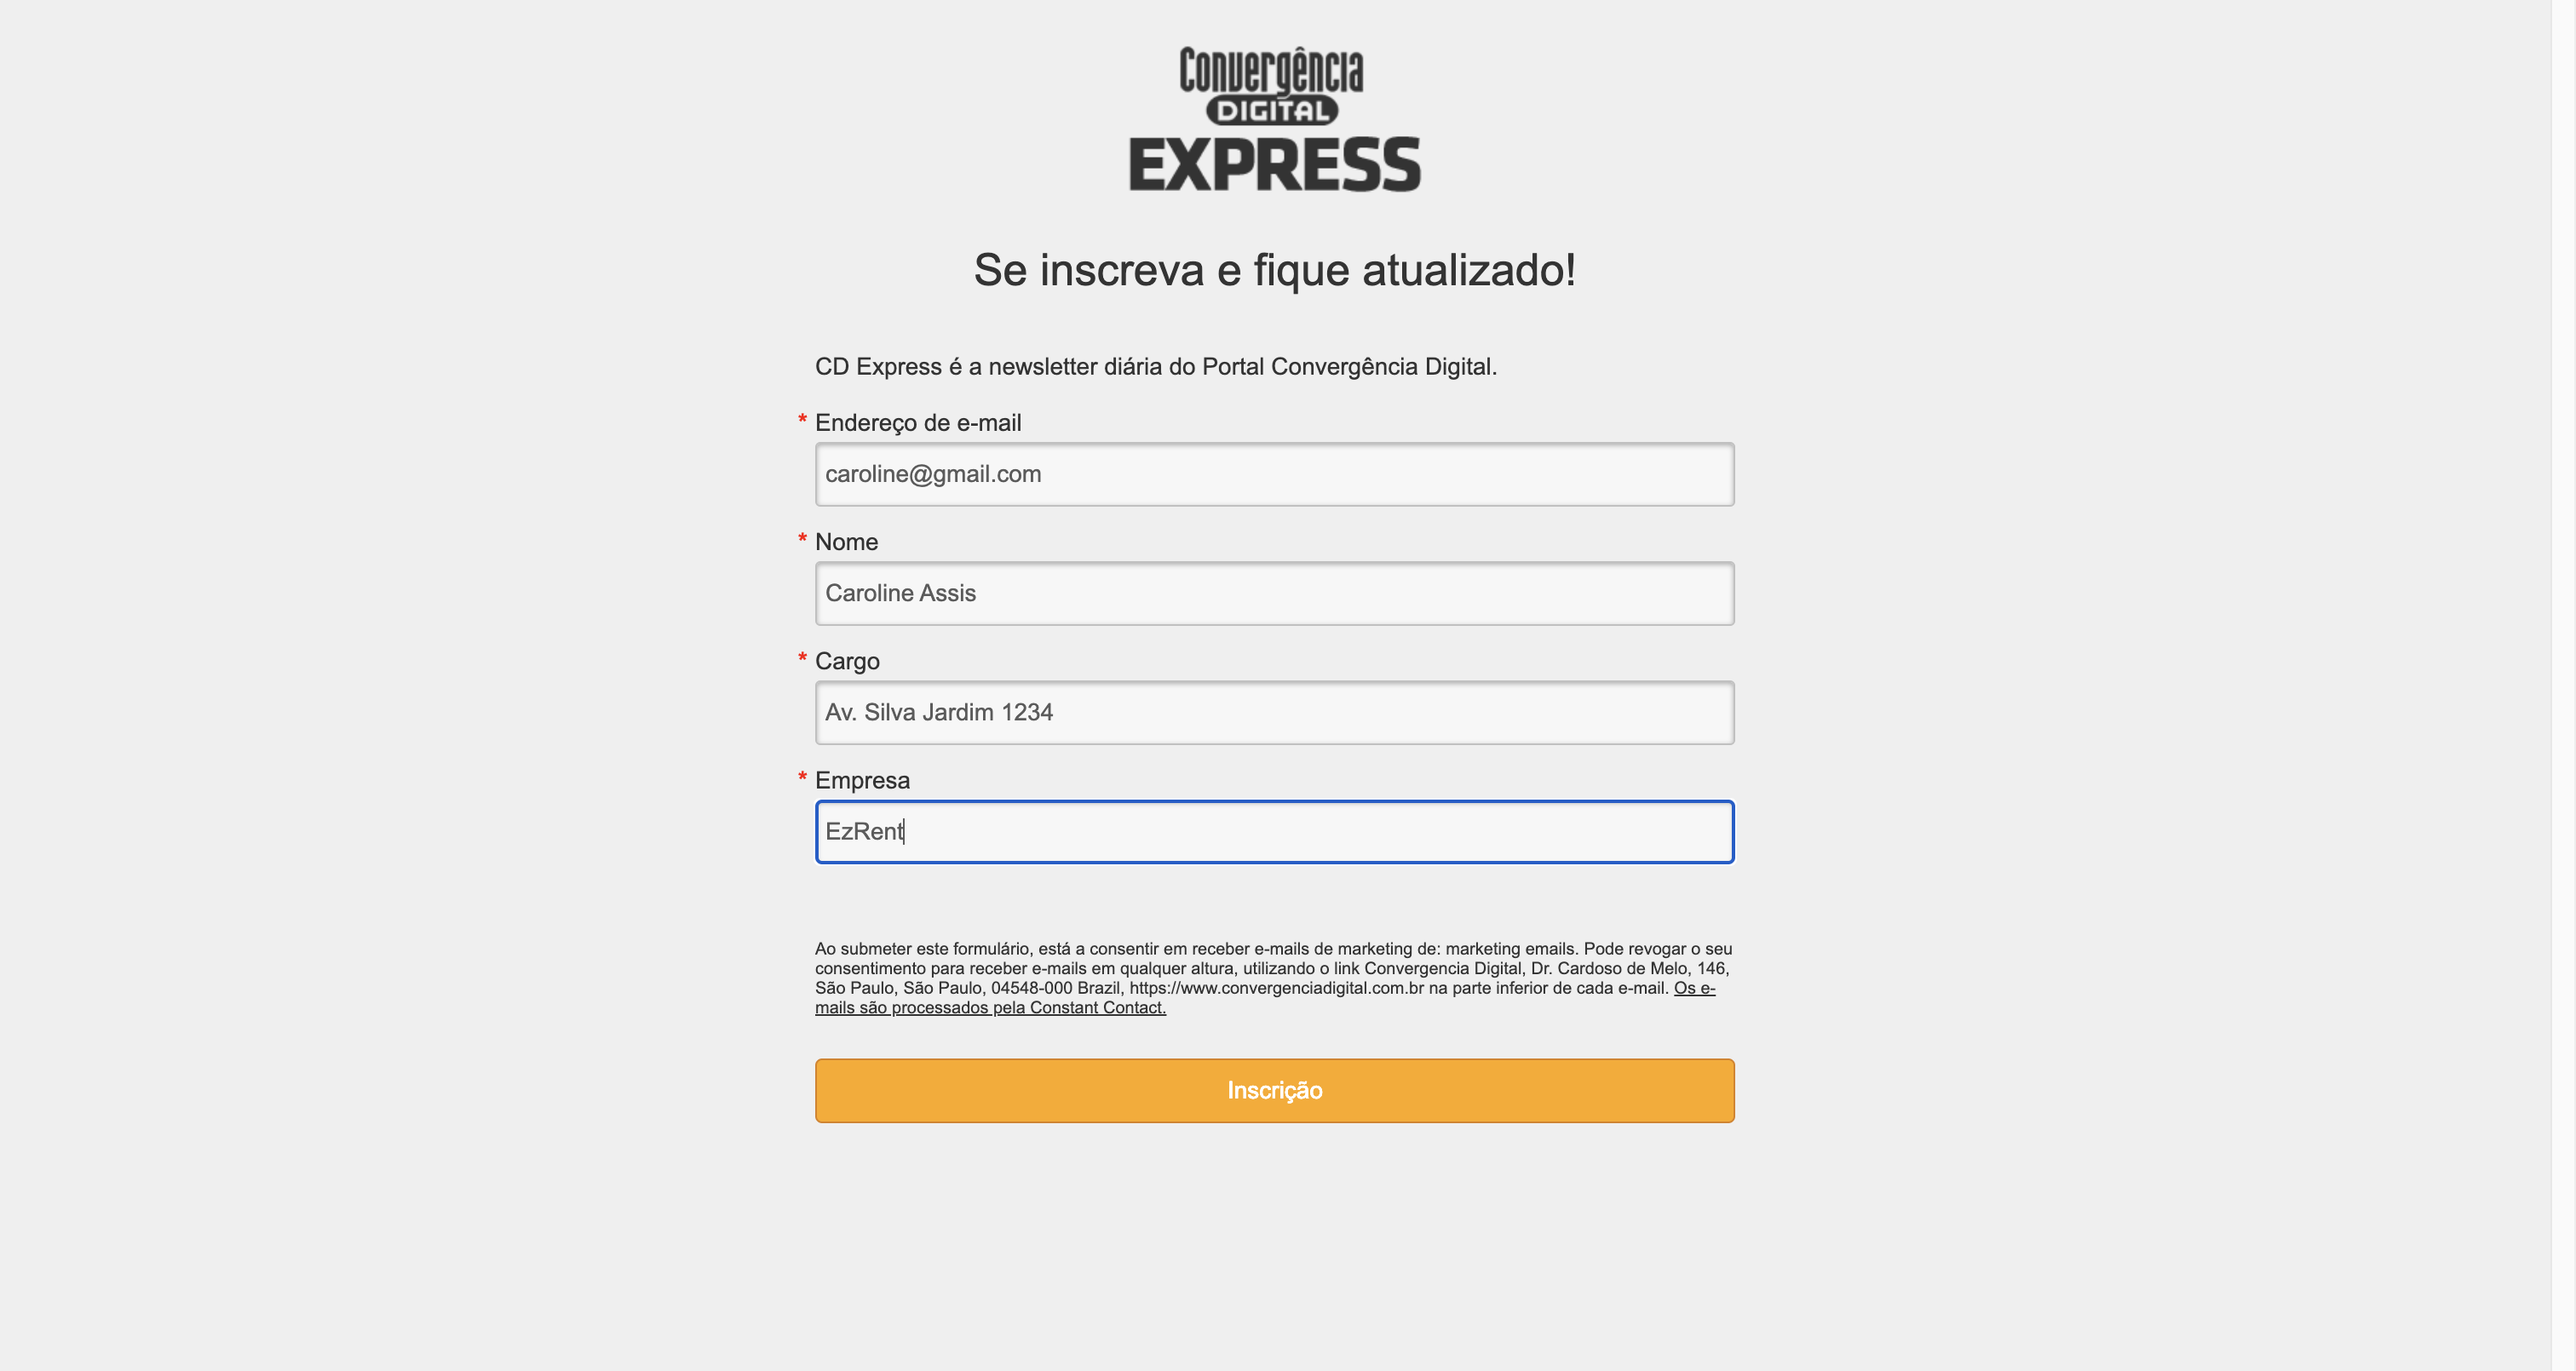 Convergência
DIGITAL
EXPRESS
Se inscreva e fique atualizado!
CD Express é a newsletter diária do Portal Convergência Digital.
* Endereço de e-mail
caroline@gmail.com
* Nome
Caroline Assis
* Cargo
Av. Silva Jardim 1234
* Empresa
EzRent
Ao submeter este formulário, está a consentir em receber e-mails de marketing de: marketing emails. Pode revogar o seu
consentimento para receber e-mails em qualquer altura, utilizando o link Convergencia Digital, Dr. Cardoso de Melo, 146,
São Paulo, São Paulo, 04548-000 Brazil, https://www.convergenciadigital.com.br na parte inferior de cada e-mail. Os e-
mails são processados pela Constant Contact.
Inscrição